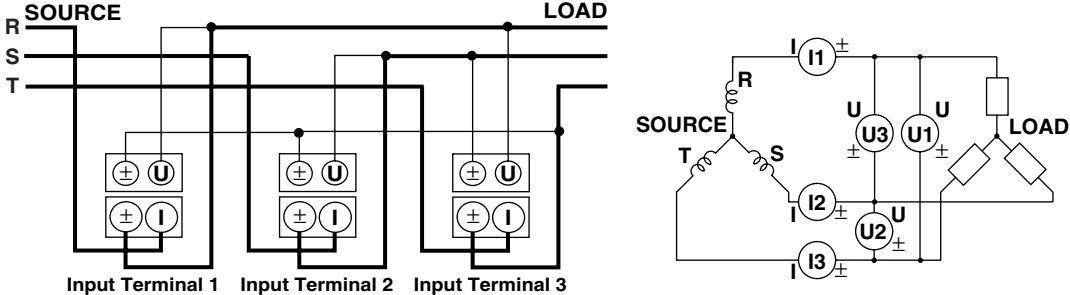 SOURCE LOAD
R
S
T
± U ± U ± U
± I ± I ± I
Input Terminal 1 Input Terminal 2 Input Terminal 3
I I1 ±
R
U U
SOURCE U3 U1 LOAD
± ±
T S
I I2 ±
U
U2
±
I I3 ±